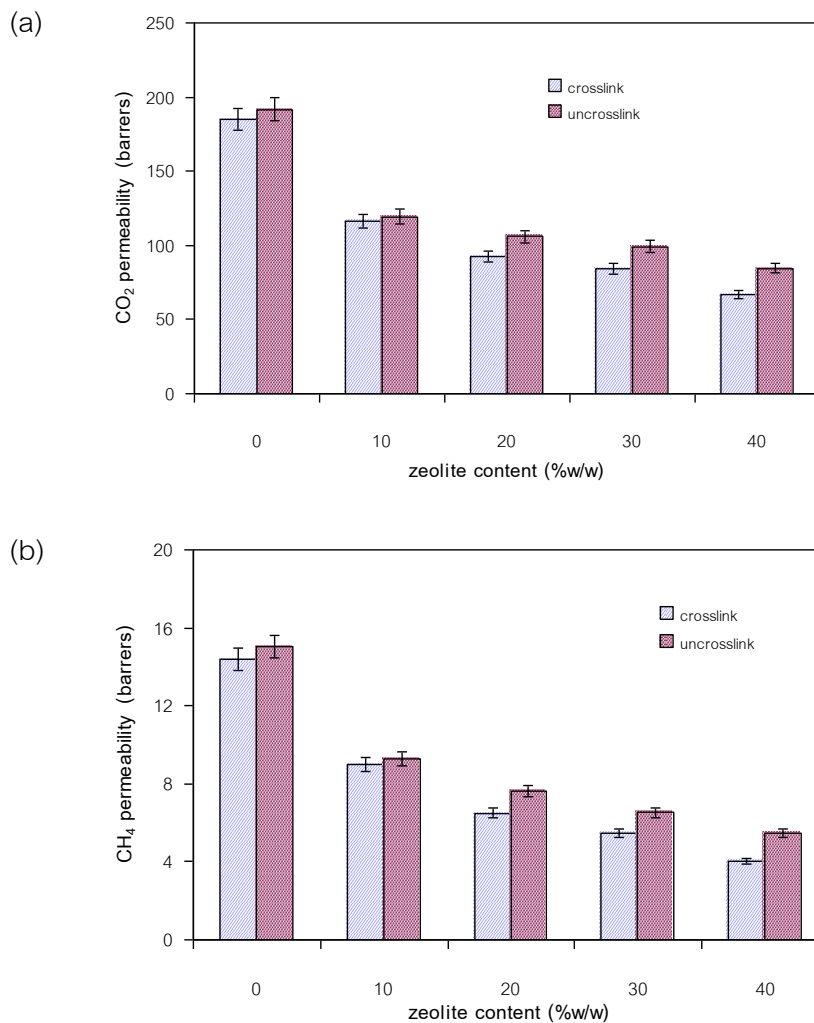 (a)
250
200
150
100
50
0
CO₂ permeability (barrers)
crosslink
uncrosslink
0 10 20 30 40
zeolite content (%w/w)
(b)
20
16
12
8
4
0
CH₄ permeability (barrers)
crosslink
uncrosslink
0 10 20 30 40
zeolite content (%w/w)